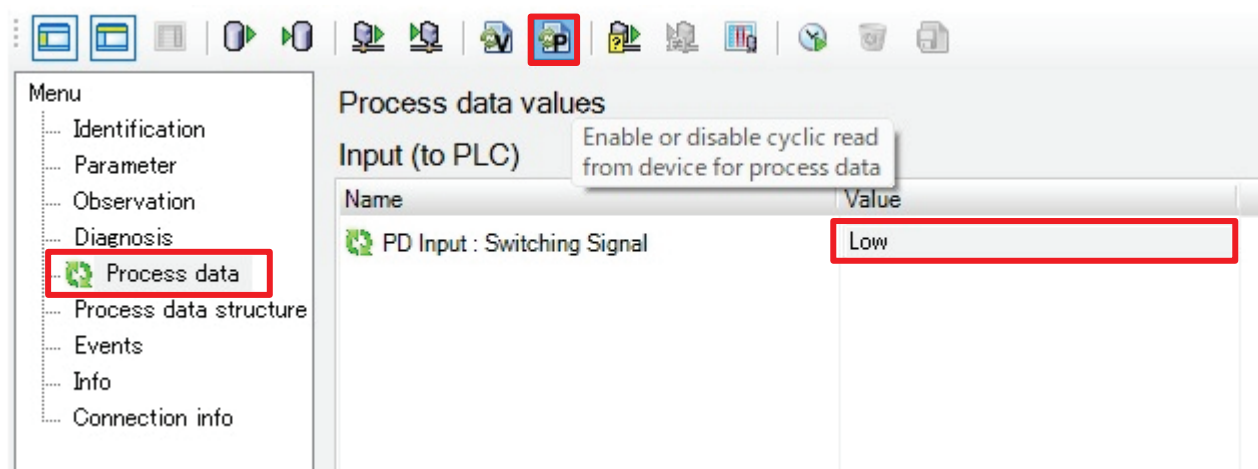 V
P
?
Menu
Identification
Parameter
Observation
Diagnosis
Process data
Process data structure
Events
Info
Connection info
Process data values
Input (to PLC)
Enable or disable cyclic read
from device for process data
Name Value
PD Input : Switching Signal Low